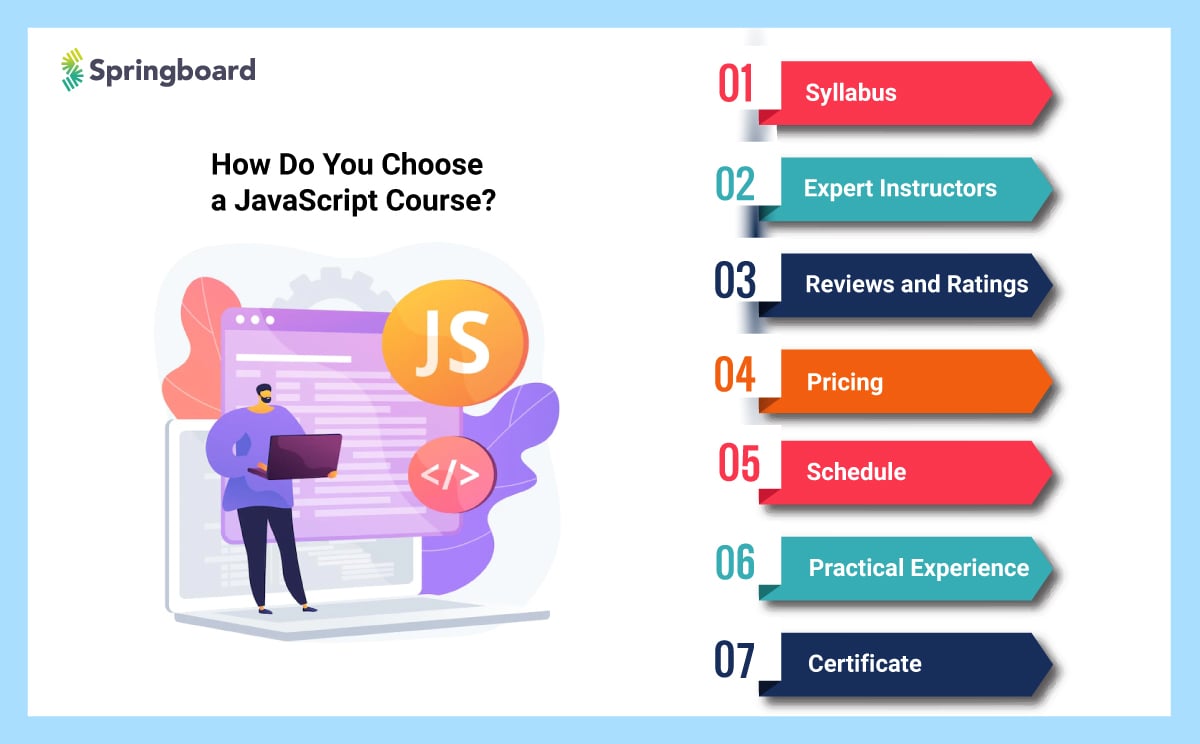 Springboard
How Do You Choose
a JavaScript Course?
JS
</>
01
Syllabus
02
Expert Instructors
03
Reviews and Ratings
04
Pricing
05
Schedule
06
Practical Experience
07
Certificate